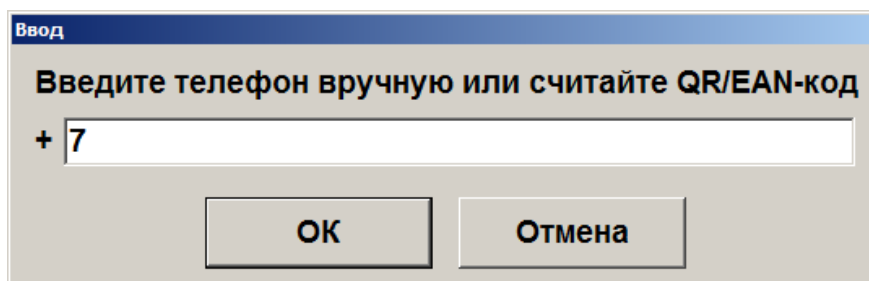 Ввод
Введите телефон вручную или считайте QR/EAN-код
+ 7
ОК Отмена